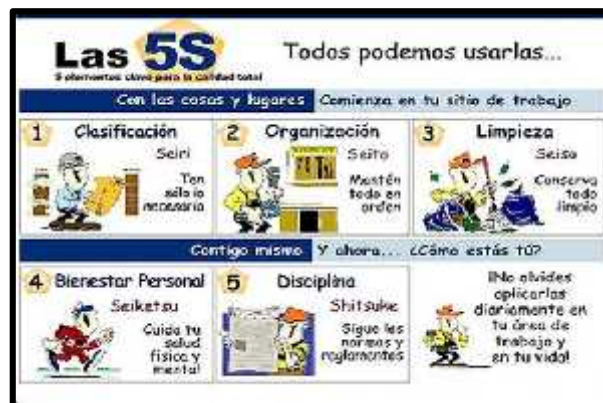 Las 5S
Todos podemos usarlas...
5 elementos clave para la calidad total
Con las cosas y lugares Comienza en tu sitio de trabajo
1 Clasificación
Seiri
Ten
sólo lo
necesario
2 Organización
Seito
Mantén
todo en
orden
3 Limpieza
Seiso
Conserva
todo
limpio
Contigo mismo Y ahora... ¿Cómo estás tú?
4 Bienestar Personal
Seiketsu
Cuida tu
salud
física y
mental
5 Disciplina
Shitsuke
Sigue las
normas y
reglamentos
¡No olvides
aplicarlas
diariamente en
tu área de
trabajo y
en tu vida!